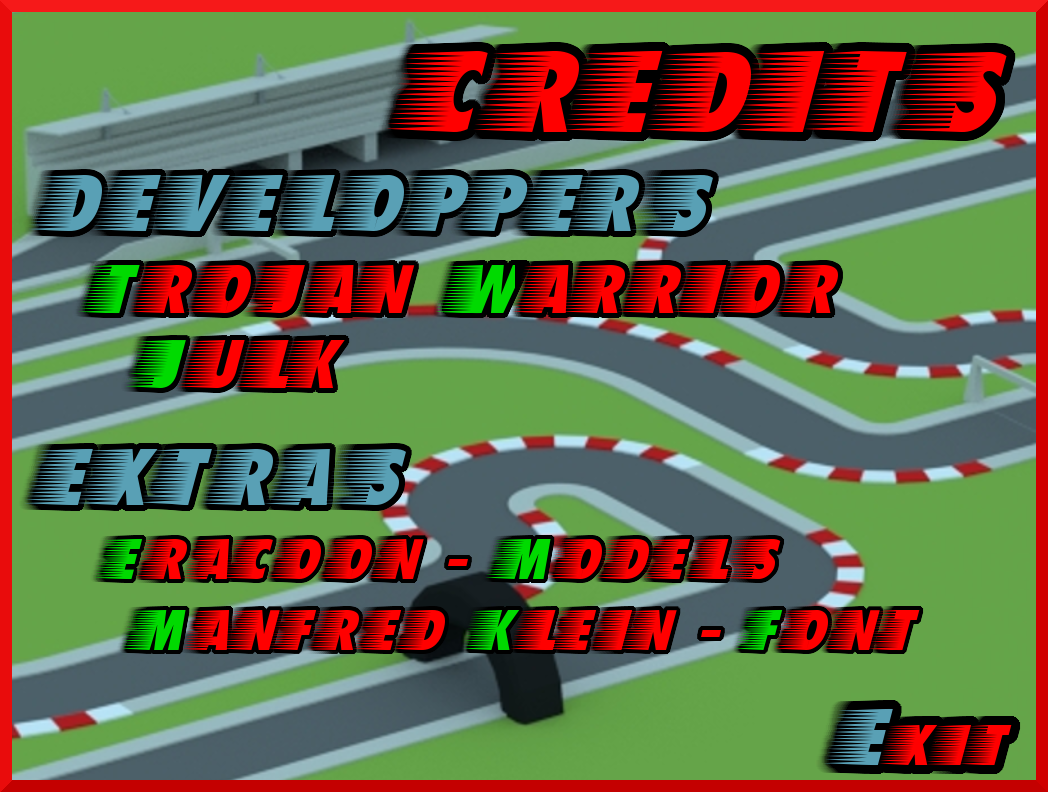 CREDITS
DEVELOPPERS
TROJAN WARRIOR
JULK
EXTRAS
ERACOON - MODELS
MANFRED KLEIN - FONT
EXIT